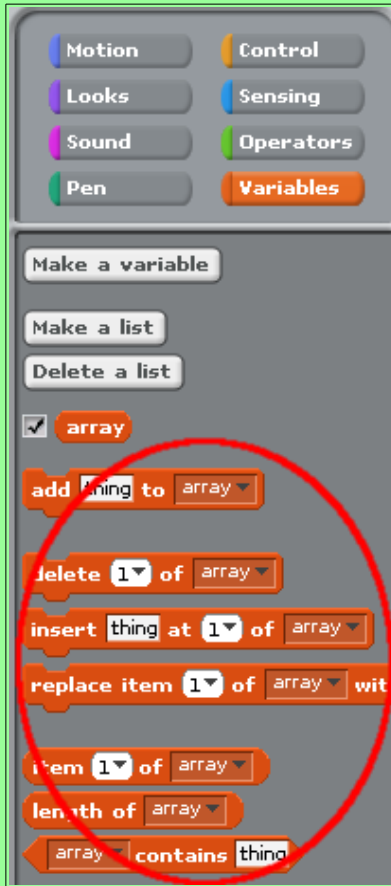 Motion Control
Looks Sensing
Sound Operators
Pen Variables
Make a variable
Make a list
Delete a list
array
add thing to array
delete 1 of array
insert thing at 1 of array
replace item 1 of array wit
item 1 of array
length of array
array contains thing